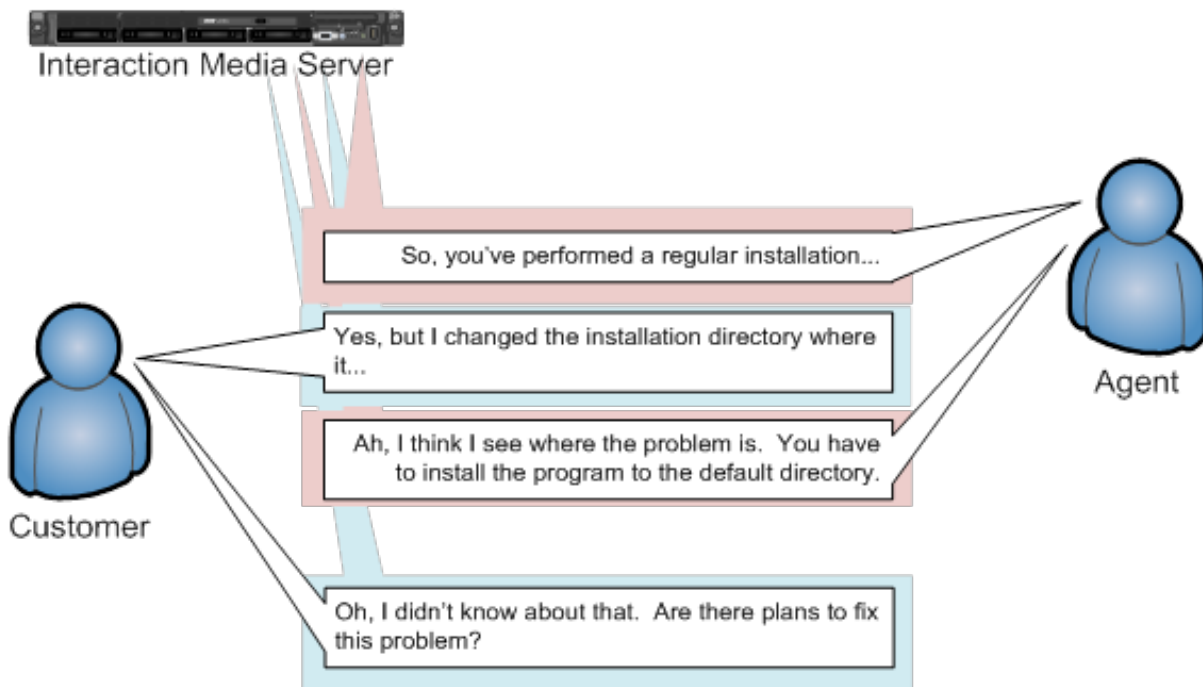 Interaction Media Server
So, you've performed a regular installation...
Yes, but I changed the installation directory where
it...
Agent
Ah, I think I see where the problem is.  You have
to install the program to the default directory.
Customer
Oh, I didn't know about that.  Are there plans to fix
this problem?